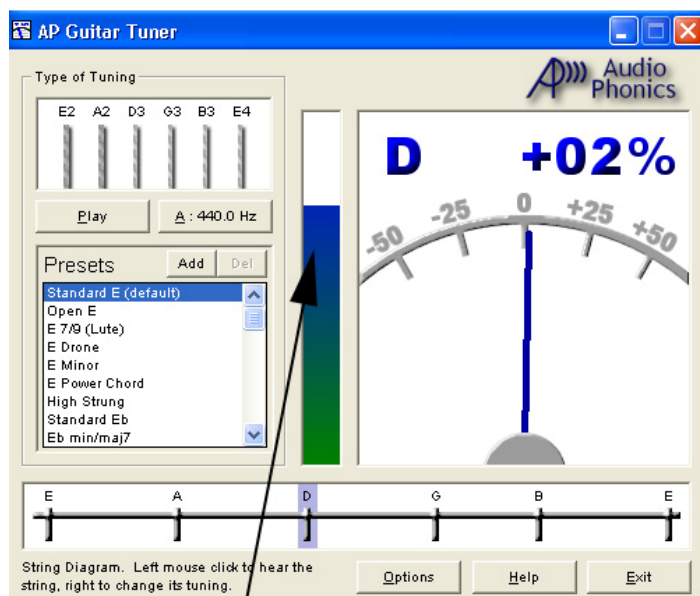 AP Guitar Tuner
Type of Tuning
E2 A2 D3 G3 B3 E4
Play
A : 440.0 Hz
Presets
Add
Del
Standard E (default)
Open E
E 7/9 (Lute)
E Drone
E Minor
E Power Chord
High Strung
Standard Eb
Eb min/maj7
AP))) Audio
Phonics
D +02%
-50 -25 0 +25 +50
E A D G B E
String Diagram. Left mouse click to hear the
string, right to change its tuning.
Options
Help
Exit